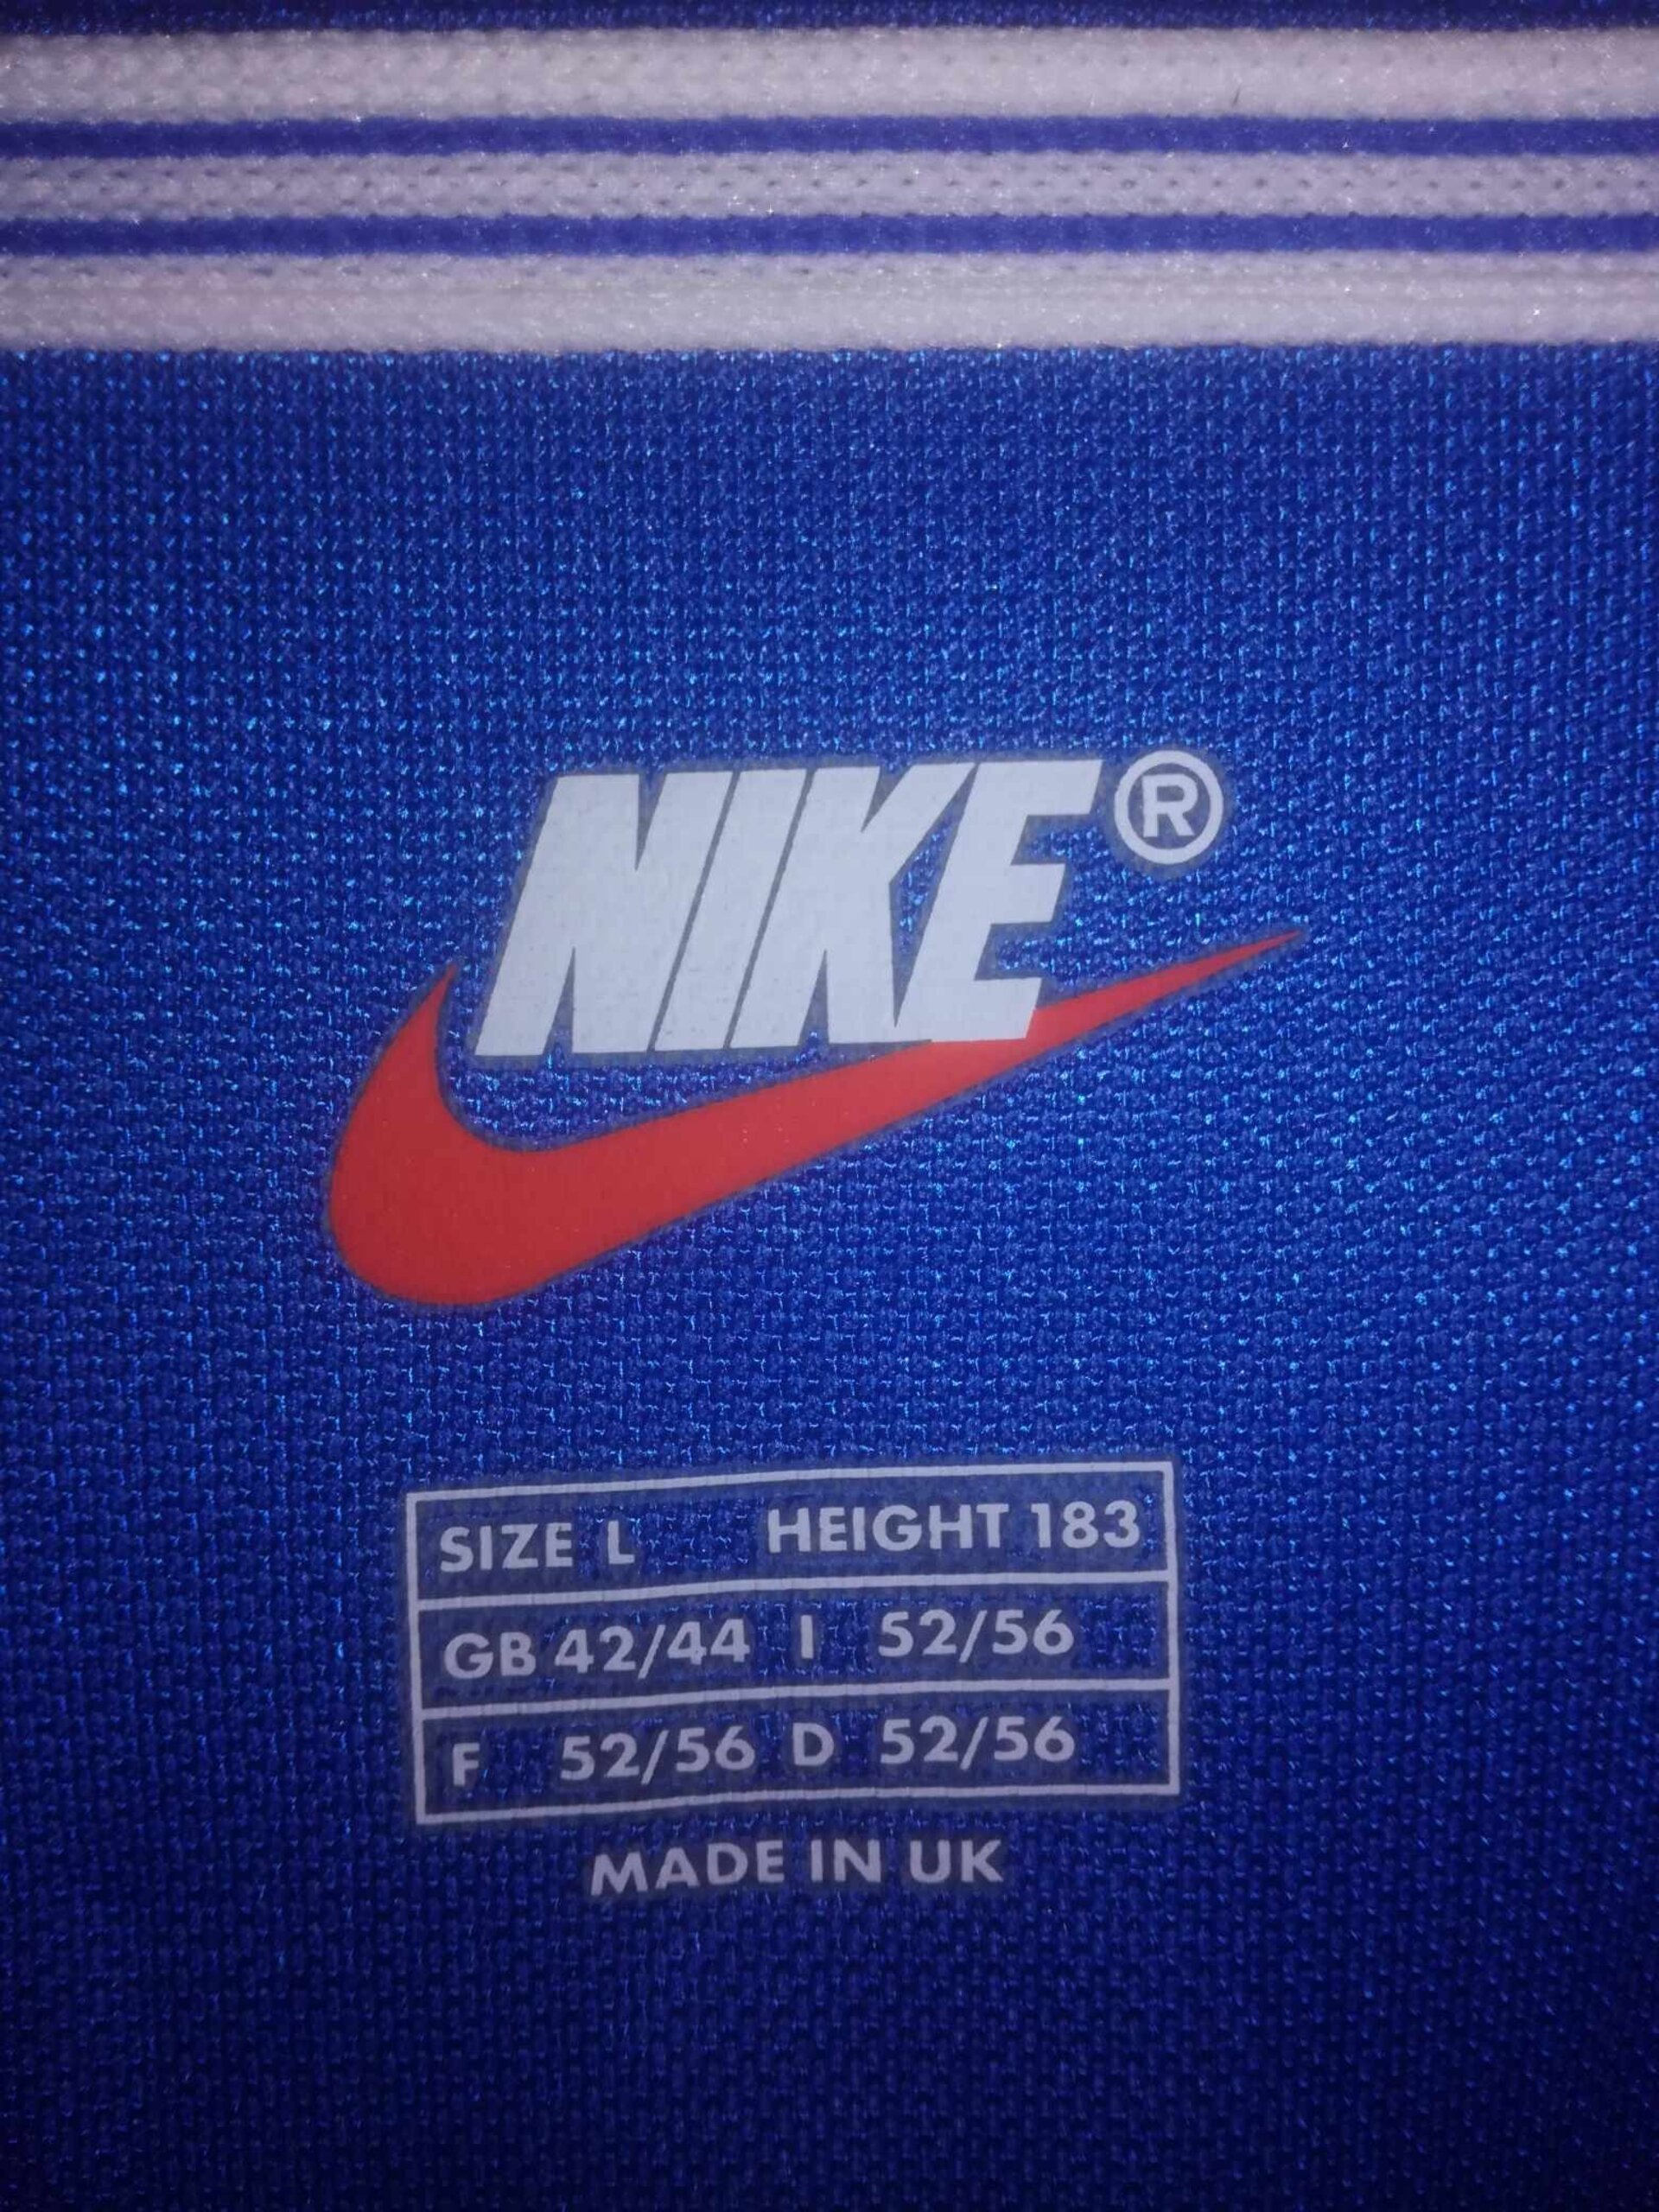 NIKE®
SIZE L HEIGHT 183
GB 42/44 I 52/56
F 52/56 D 52/56
MADE IN UK